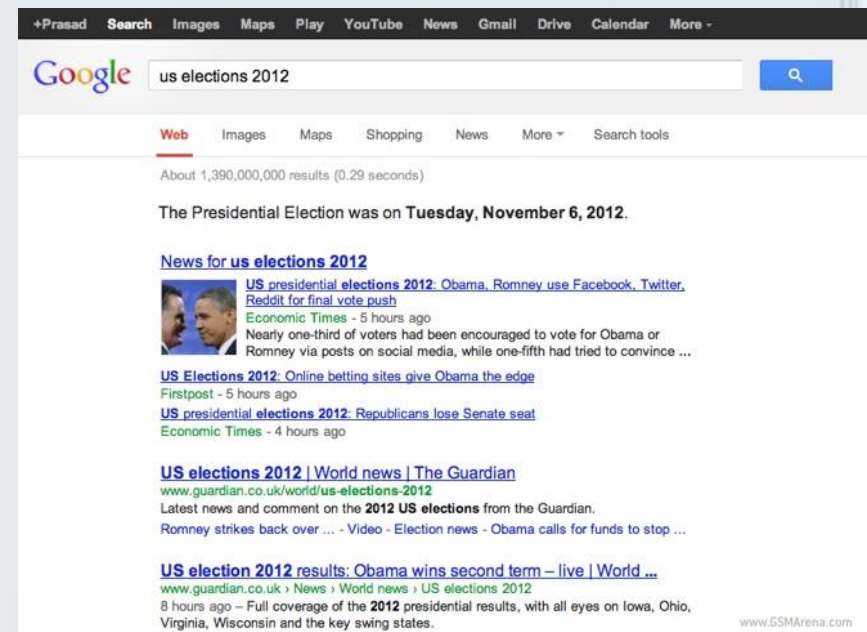 +Prasad Search Images Maps Play YouTube News Gmail Drive Calendar More
Google us elections 2012
Web Images Maps Shopping News More Search tools
About 1,390,000,000 results (0.29 seconds)
The Presidential Election was on Tuesday, November 6, 2012.
News for us elections 2012
US presidential elections 2012: Obama, Romney use Facebook, Twitter,
Reddit for final vote push
Economic Times - 5 hours ago
Nearly one-third of voters had been encouraged to vote for Obama or
Romney via posts on social media, while one-fifth had tried to convince ...
US Elections 2012: Online betting sites give Obama the edge
Firstpost - 5 hours ago
US presidential elections 2012: Republicans lose Senate seat
Economic Times - 4 hours ago
US elections 2012 | World news | The Guardian
www.guardian.co.uk/world/us-elections-2012
Latest news and comment on the 2012 US elections from the Guardian.
Romney strikes back over ... - Video - Election news - Obama calls for funds to stop ...
US election 2012 results: Obama wins second term – live | World ...
www.guardian.co.uk › News › World news › US elections 2012
8 hours ago – Full coverage of the 2012 presidential results, with all eyes on Iowa, Ohio,
Virginia, Wisconsin and the key swing states.
www.GSMArena.com